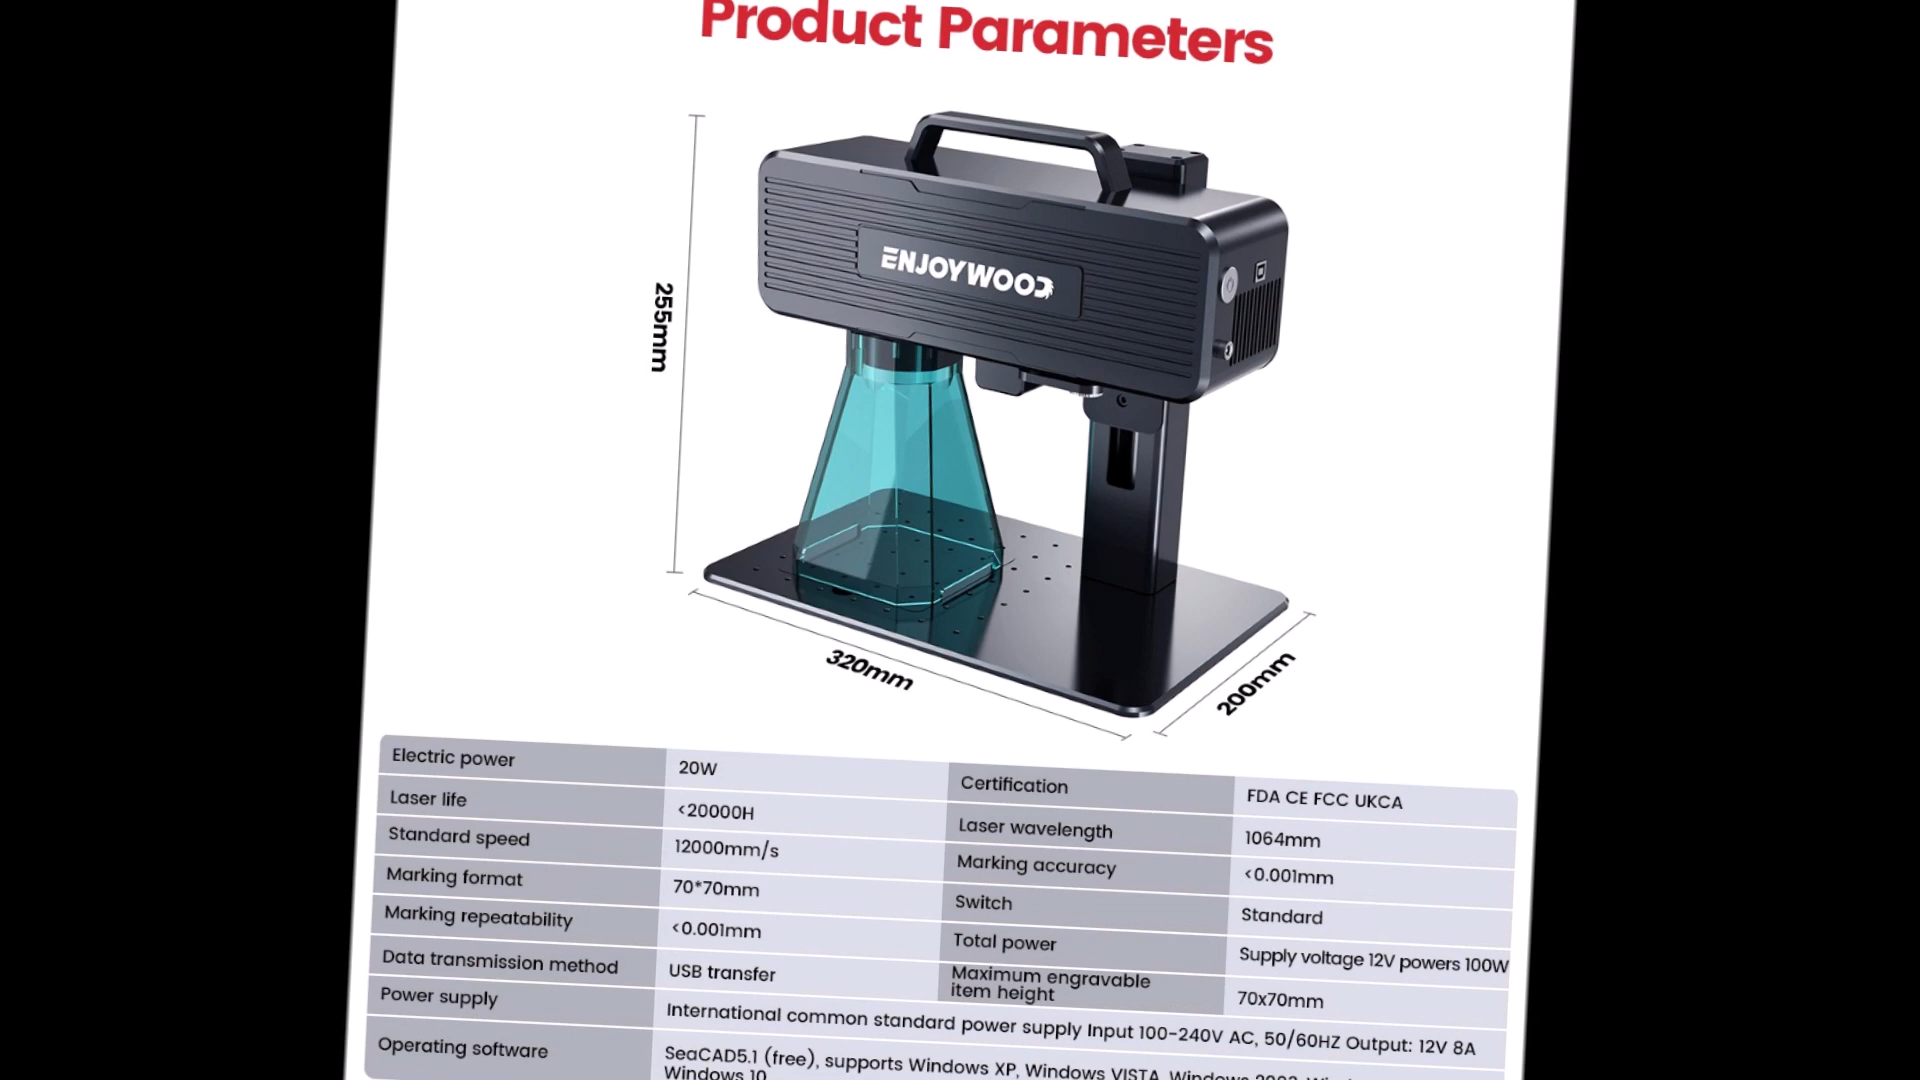 Product Parameters
255mm
ENJOYWOOD
320mm
200mm
Electric power 20W Certification FDA CE FCC UKCA
Laser life <20000H Laser wavelength 1064mm
Standard speed 12000mm/s Marking accuracy <0.001mm
Marking format 70*70mm Switch Standard
Marking repeatability <0.001mm Total power Supply voltage 12V powers 100W
Data transmission method USB transfer Maximum engravable
item height 70x70mm
Power supply International common standard power supply Input 100-240V AC, 50/60HZ Output: 12V 8A
Operating software SeaCAD5.1 (free), supports Windows XP, Windows VISTA, Windows
Windows 10